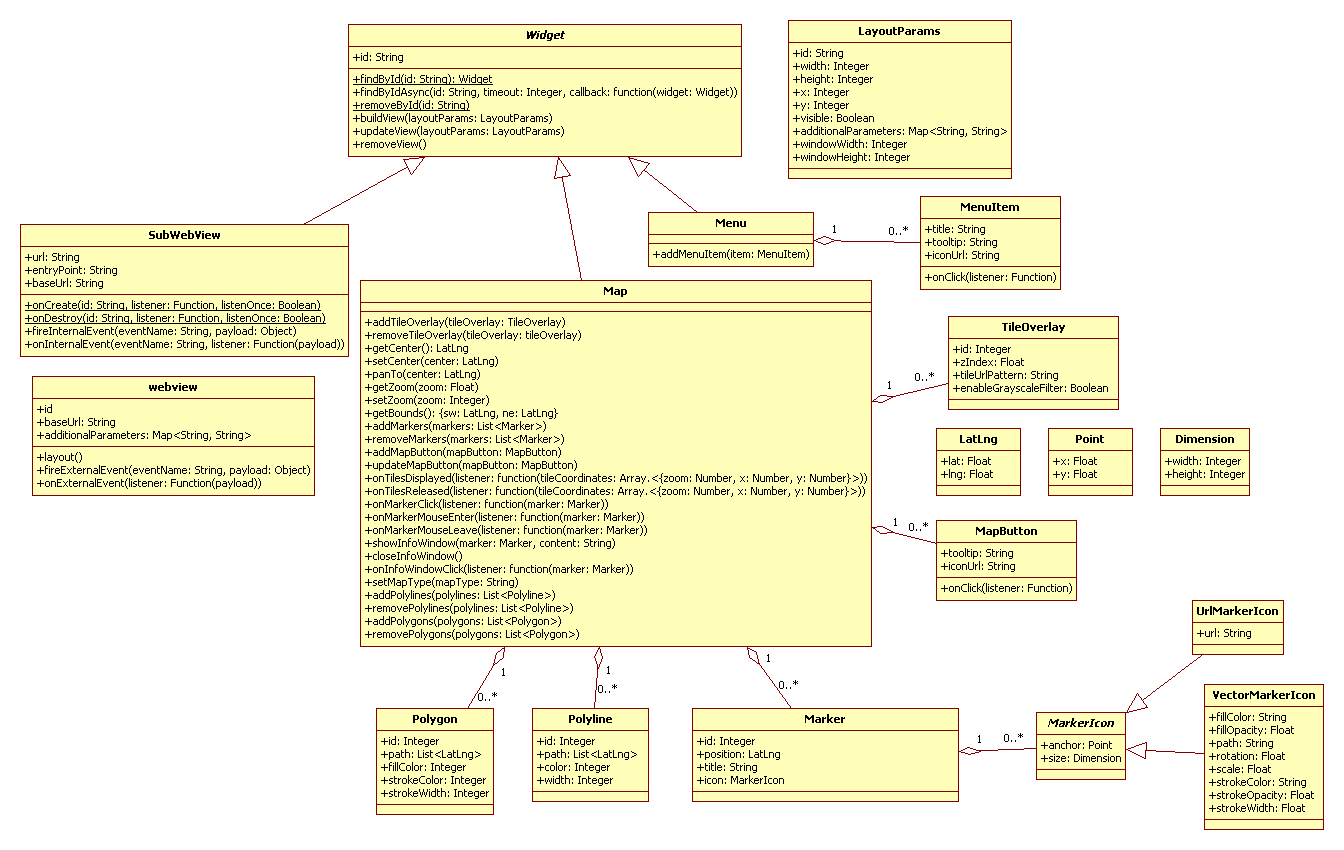 Widget
+id: String
+findById(id: String): Widget
+findByIdAsync(id: String, timeout: Integer, callback: function(widget: Widget))
+removeById(id: String)
+buildView(layoutParams: LayoutParams)
+updateView(layoutParams: LayoutParams)
+removeView()
LayoutParams
+id: String
+width: Integer
+height: Integer
+x: Integer
+y: Integer
+visible: Boolean
+additionalParameters: Map<String, String>
+windowWidth: Integer
+windowHeight: Integer
SubWebView
+url: String
+entryPoint: String
+baseUrl: String
+onCreate(id: String, listener: Function, listenOnce: Boolean)
+onDestroy(id: String, listener: Function, listenOnce: Boolean)
+fireInternalEvent(eventName: String, payload: Object)
+onInternalEvent(eventName: String, listener: Function(payload))
Menu
+addMenuItem(item: MenuItem)
1
0..*
MenuItem
+title: String
+tooltip: String
+iconUrl: String
+onClick(listener: Function)
webview
+id
+baseUrl: String
+additionalParameters: Map<String, String>
+layout()
+fireExternalEvent(eventName: String, payload: Object)
+onExternalEvent(listener: Function(payload))
Map
+addTileOverlay(tileOverlay: TileOverlay)
+removeTileOverlay(tileOverlay: tileOverlay)
+getCenter(): LatLng
+setCenter(center: LatLng)
+panTo(center: LatLng)
+getZoom(zoom: Float)
+setZoom(zoom: Integer)
+getBounds(): {sw: LatLng, ne: LatLng}
+addMarkers(markers: List<Marker>)
+removeMarkers(markers: List<Marker>)
+addMapButton(mapButton: MapButton)
+updateMapButton(mapButton: MapButton)
+onTilesDisplayed(listener: function(tileCoordinates: Array.<{zoom: Number, x: Number, y: Number}>))
+onTilesReleased(listener: function(tileCoordinates: Array.<{zoom: Number, x: Number, y: Number}>))
+onMarkerClick(listener: function(marker: Marker))
+onMarkerMouseEnter(listener: function(marker: Marker))
+onMarkerMouseLeave(listener: function(marker: Marker))
+showInfoWindow(marker: Marker, content: String)
+closeInfoWindow()
+onInfoWindowClick(listener: function(marker: Marker))
+setMapType(mapType: String)
+addPolylines(polylines: List<Polyline>)
+removePolylines(polylines: List<Polyline>)
+addPolygons(polygons: List<Polygon>)
+removePolygons(polygons: List<Polygon>)
1
0..*
TileOverlay
+id: Integer
+zIndex: Float
+tileUrlPattern: String
+enableGrayscaleFilter: Boolean
LatLng
+lat: Float
+lng: Float
Point
+x: Float
+y: Float
Dimension
+width: Integer
+height: Integer
1
0..*
MapButton
+tooltip: String
+iconUrl: String
+onClick(listener: Function)
1
0..*
Polygon
+id: Integer
+path: List<LatLng>
+fillColor: Integer
+strokeColor: Integer
+strokeWidth: Integer
1
0..*
Polyline
+id: Integer
+path: List<LatLng>
+color: Integer
+width: Integer
1
0..*
Marker
+id: Integer
+position: LatLng
+title: String
+icon: MarkerIcon
1
0..*
MarkerIcon
+anchor: Point
+size: Dimension
UrlMarkerIcon
+url: String
VectorMarkerIcon
+fillColor: String
+fillOpacity: Float
+path: String
+rotation: Float
+scale: Float
+strokeColor: String
+strokeOpacity: Float
+strokeWidth: Float